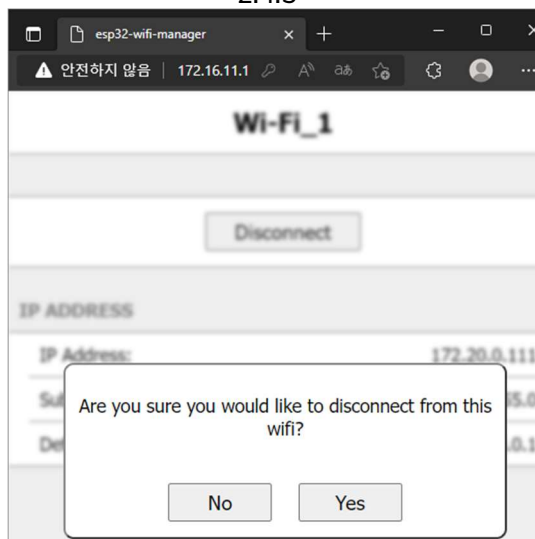 esp32-wifi-manager
안전하지 않음 172.16.11.1
Wi-Fi_1
Disconnect
IP ADDRESS
IP Address: 172.20.0.111
Are you sure you would like to disconnect from this
wifi?
No Yes